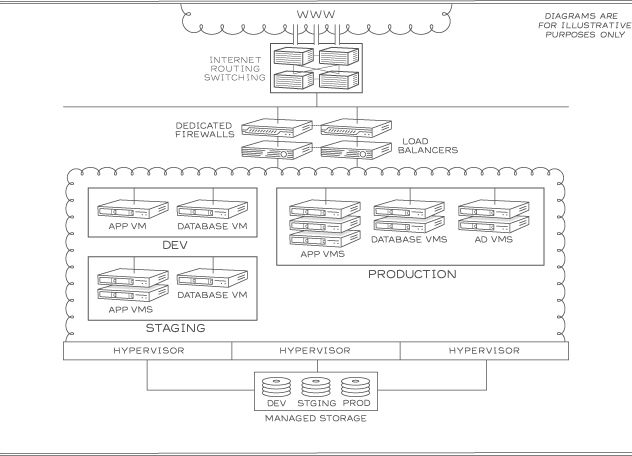 WWW
DIAGRAMS ARE
FOR ILLUSTRATIVE
PURPOSES ONLY
INTERNET
ROUTING
SWITCHING
DEDICATED
FIREWALLS
LOAD
BALANCERS
APP VM
DATABASE VM
DEV
APP VMS
DATABASE VMS
AD VMS
PRODUCTION
APP VMS
DATABASE VM
STAGING
HYPERVISOR
HYPERVISOR
HYPERVISOR
DEV
STGING
PROD
MANAGED STORAGE